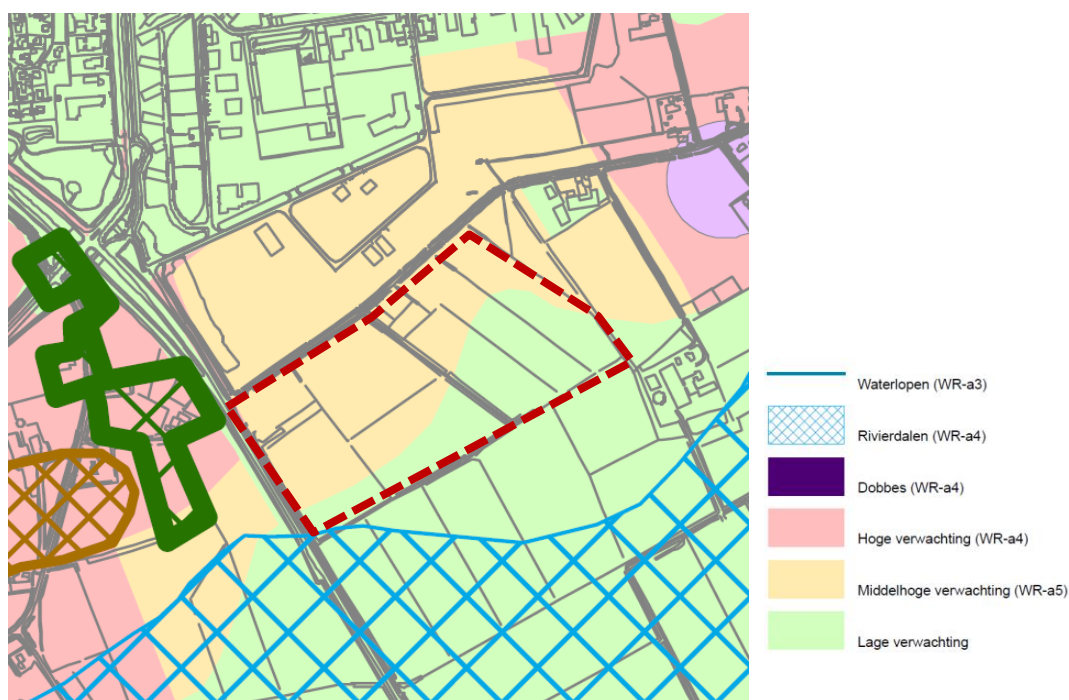 Waterlopen (WR-a3)
Rivierdalen (WR-a4)
Dobbes (WR-a4)
Hoge verwachting (WR-a4)
Middelhoge verwachting (WR-a5)
Lage verwachting